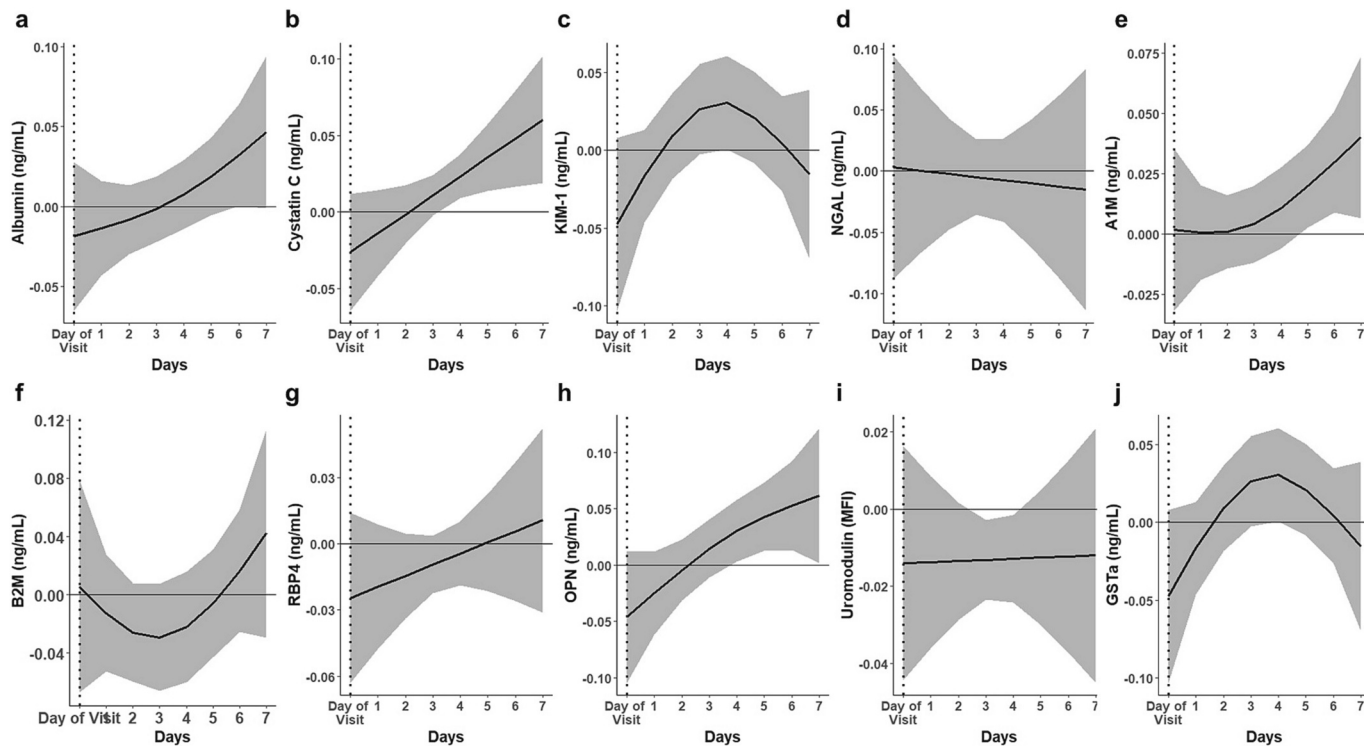 a
Albumin (ng/mL)
0.10
0.05
0.00
-0.05
Day of 1 2 3 4 5 6 7
Visit
Days
b
Cystatin C (ng/mL)
0.10
0.05
0.00
-0.05
Day of 1 2 3 4 5 6 7
Visit
Days
c
KIM-1 (ng/mL)
0.05
0.00
-0.05
-0.10
Day of 1 2 3 4 5 6 7
Visit
Days
d
NGAL (ng/mL)
0.10
0.05
0.00
-0.05
-0.10
Day of 1 2 3 4 5 6 7
Visit
Days
e
A1M (ng/mL)
0.075
0.050
0.025
0.000
-0.025
Day of 1 2 3 4 5 6 7
Visit
Days
f
B2M (ng/mL)
0.12
0.08
0.04
0.00
-0.04
Day of Visit 1 2 3 4 5 6 7
Days
g
RBP4 (ng/mL)
0.03
0.00
-0.03
-0.06
Day of 1 2 3 4 5 6 7
Visit
Days
h
OPN (ng/mL)
0.10
0.05
0.00
-0.05
-0.10
Day of 1 2 3 4 5 6 7
Visit
Days
i
Uromodulin (MFI)
0.02
0.00
-0.02
-0.04
Day of 1 2 3 4 5 6 7
Visit
Days
j
GSTa (ng/mL)
0.05
0.00
-0.05
-0.10
Day of 1 2 3 4 5 6 7
Visit
Days